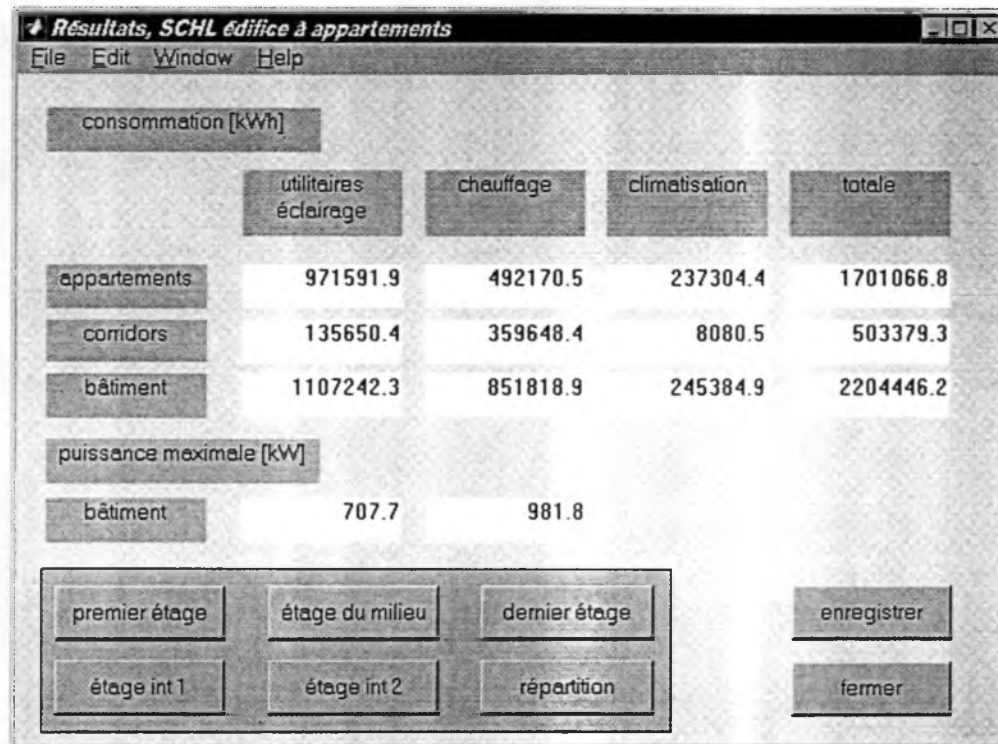 Résultats, SCHL édifice à appartements
File Edit Window Help
consommation [kWh]
utilitaires éclairage chauffage climatisation totale
appartements 971591.9 492170.5 237304.4 1701066.8
corridors 135650.4 359648.4 8080.5 503379.3
bâtiment 1107242.3 851818.9 245384.9 2204446.2
puissance maximale [kW]
bâtiment 707.7 981.8
premier étage étage du milieu dernier étage enregistrer
étage int 1 étage int 2 répartition fermer